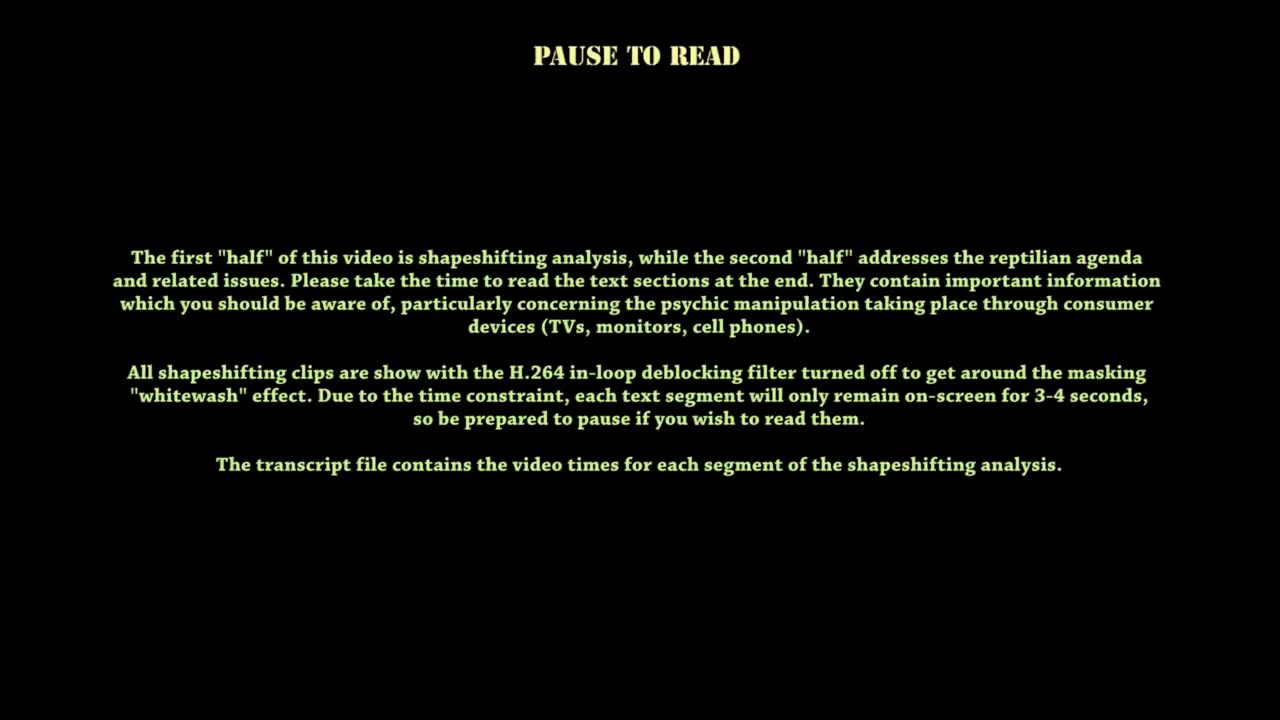 PAUSE TO READ
The first "half" of this video is shapeshifting analysis, while the second "half" addresses the reptilian agenda
and related issues. Please take the time to read the text sections at the end. They contain important information
which you should be aware of, particularly concerning the psychic manipulation taking place through consumer
devices (TVs, monitors, cell phones).
All shapeshifting clips are show with the H.264 in-loop deblocking filter turned off to get around the masking
"whitewash" effect. Due to the time constraint, each text segment will only remain on-screen for 3-4 seconds,
so be prepared to pause if you wish to read them.
The transcript file contains the video times for each segment of the shapeshifting analysis.